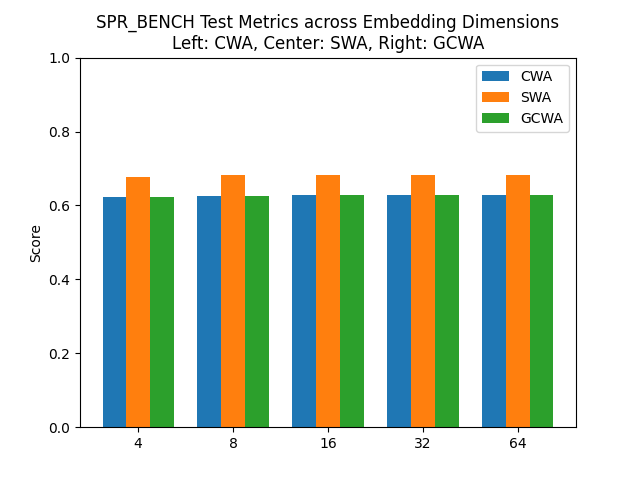 SPR_BENCH Test Metrics across Embedding Dimensions
Left: CWA, Center: SWA, Right: GCWA
CWA
SWA
GCWA
Score
1.0
0.8
0.6
0.4
0.2
0.0
4 8 16 32 64